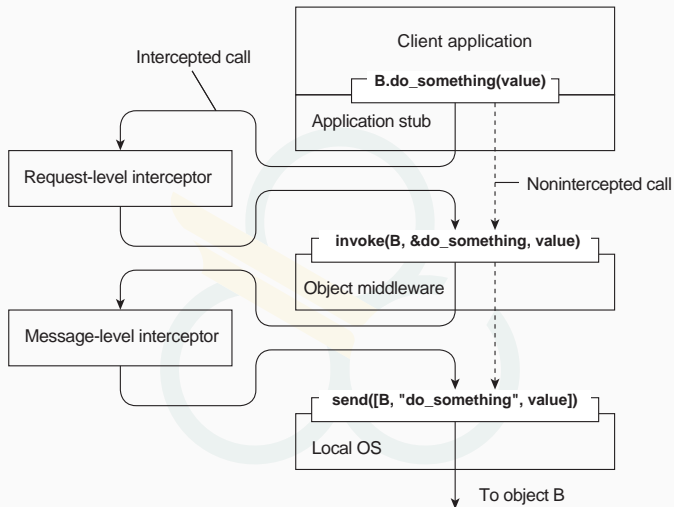 Client application
Intercepted call
B.do_something(value)
Application stub
Request-level interceptor
Nonintercepted call
invoke(B, &do_something, value)
Object middleware
Message-level interceptor
send([B, "do_something", value])
Local OS
To object B